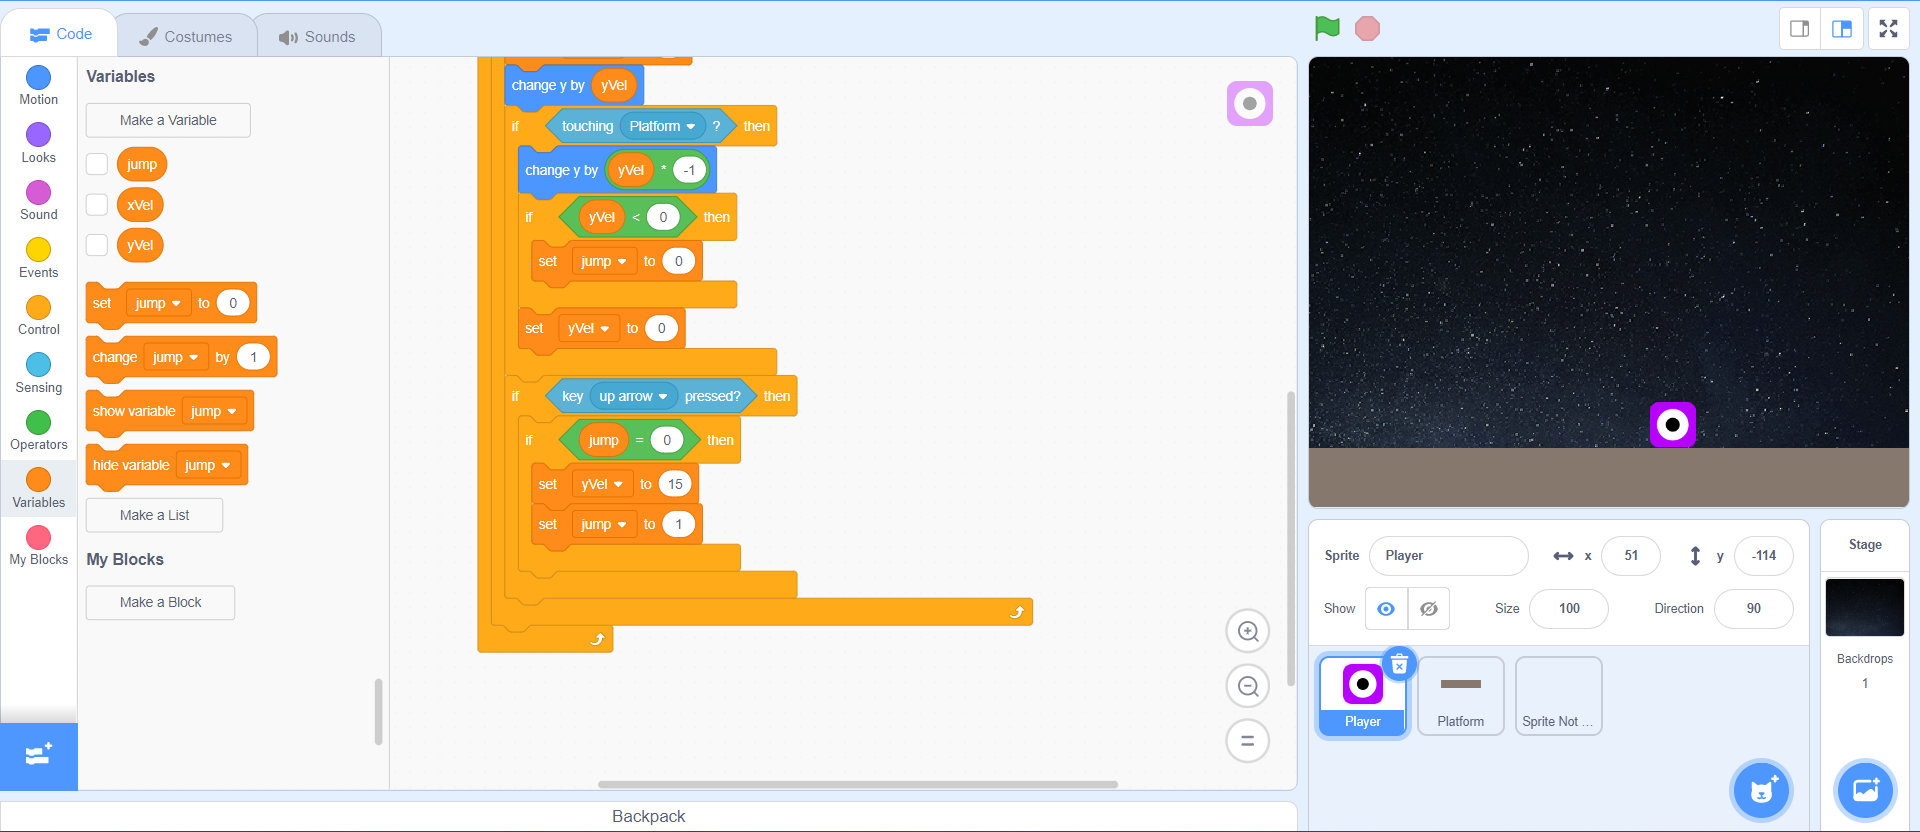 Code
Costumes
Sounds
Motion
Looks
Sound
Events
Control
Sensing
Operators
Variables
My Blocks
Variables
Make a Variable
jump
xVel
yVel
set jump to 0
change jump by 1
show variable jump
hide variable jump
Make a List
My Blocks
Make a Block
change y by yVel
if touching Platform ? then
change y by yVel * -1
if yVel < 0 then
set jump to 0
set yVel to 0
if key up arrow pressed? then
if jump = 0 then
set yVel to 15
set jump to 1
Backpack
Sprite Player x 51 y -114
Show Size 100 Direction 90
Player
Platform
Sprite Not ...
Stage
Backdrops
1